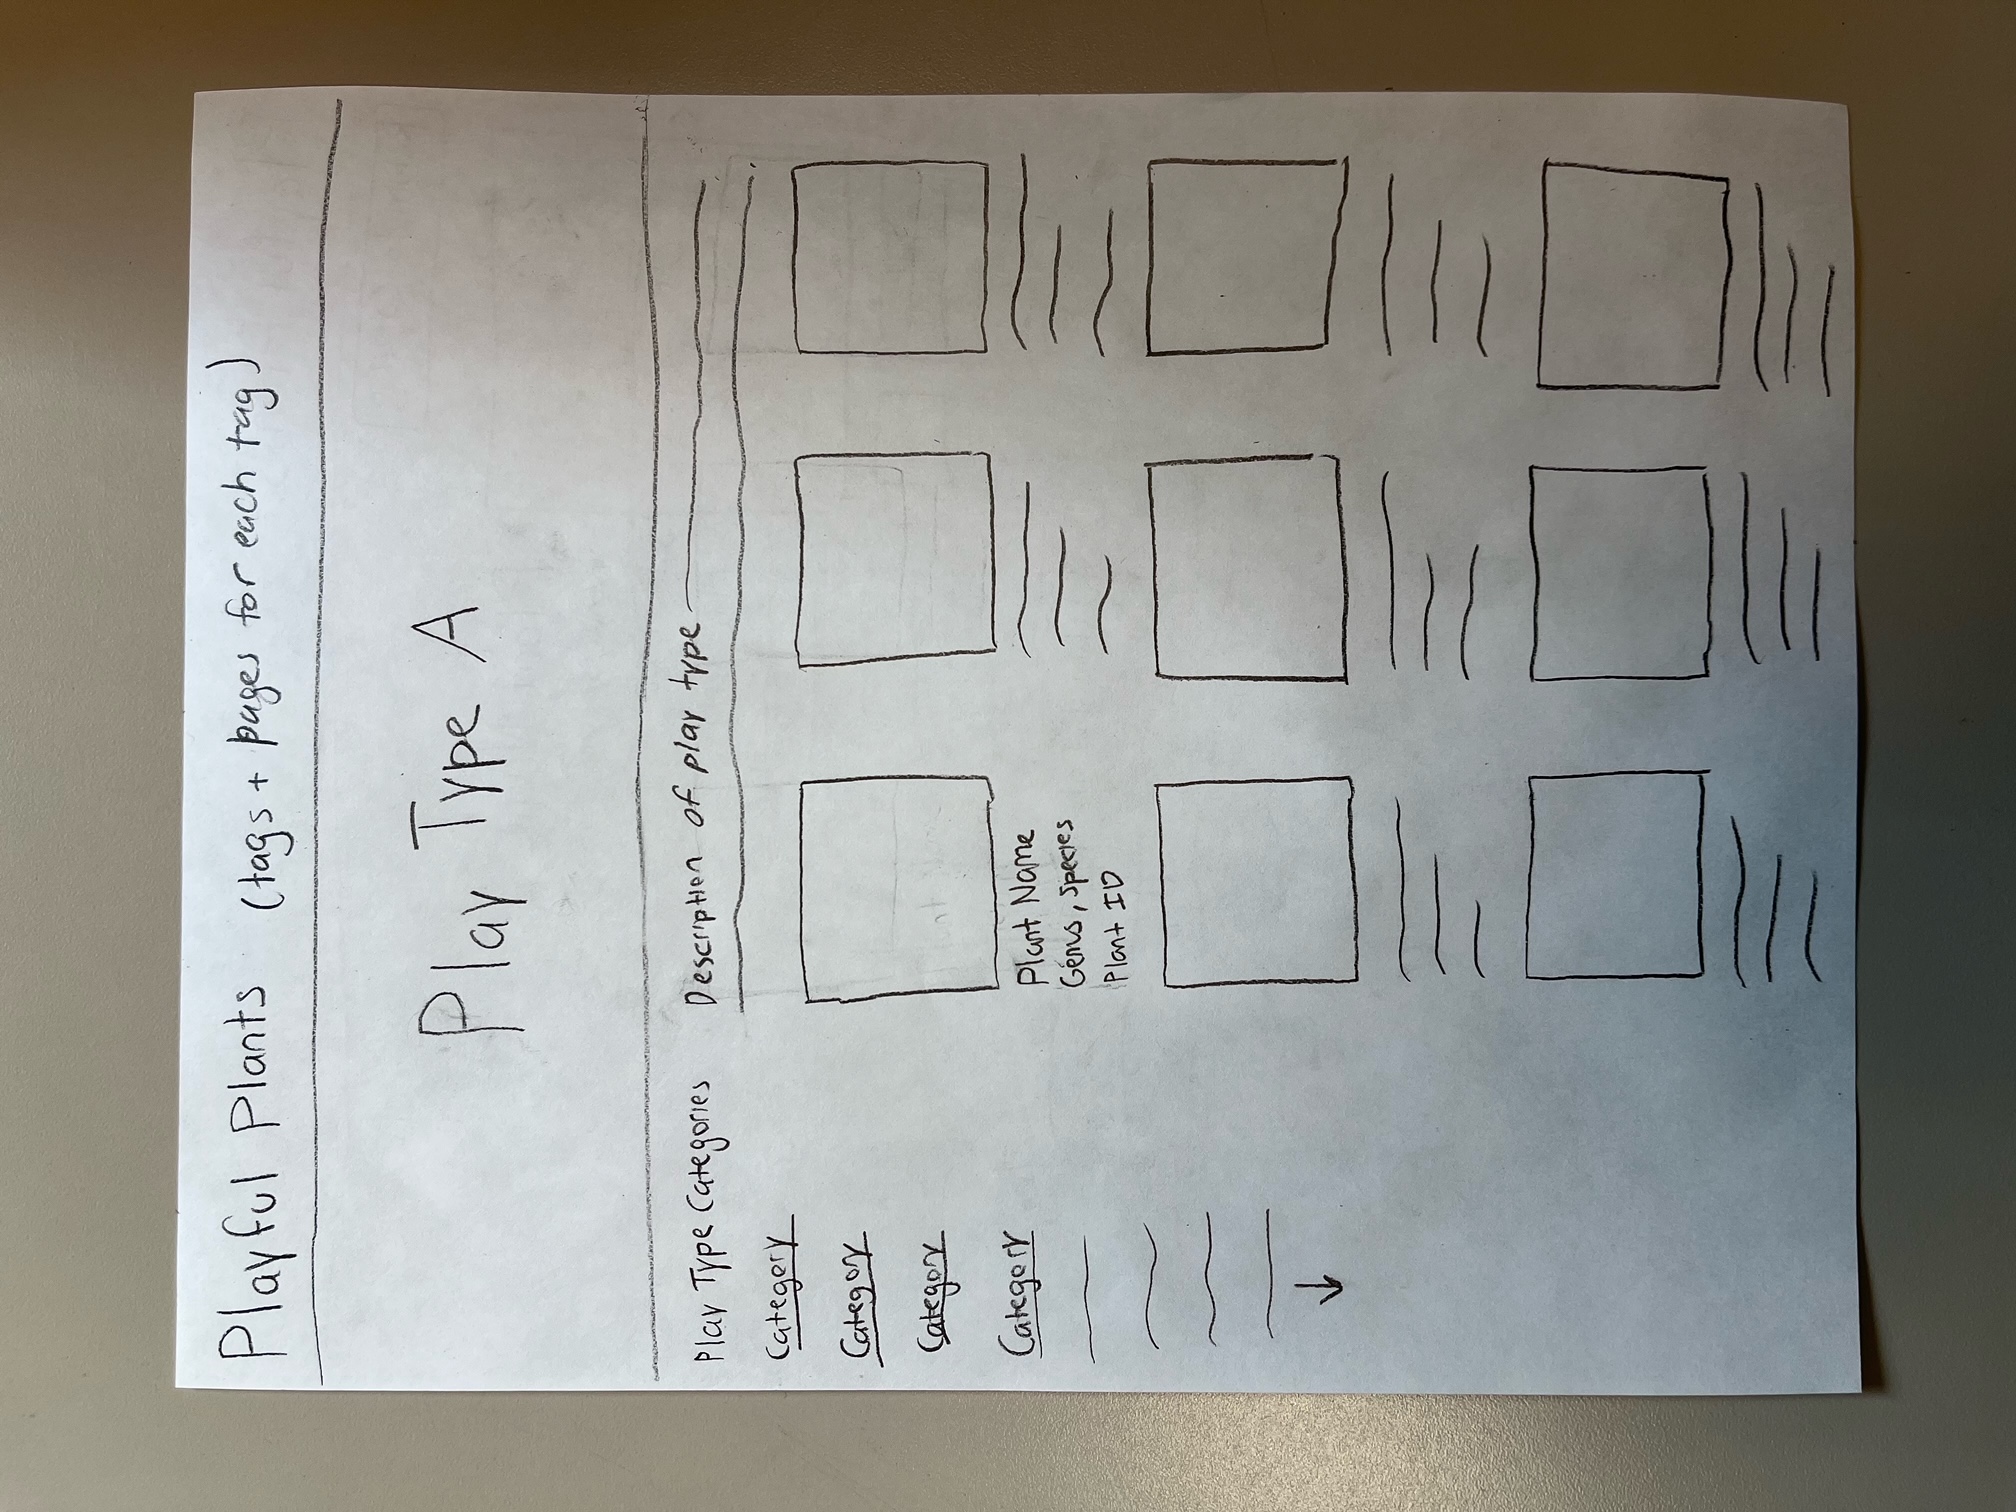 Playful Plants (tags + pages for each tag)
Play Type A
Play Type Categories
Category
Category
Category
Category
Description of play type
Plant Name
Genus, Species
Plant ID